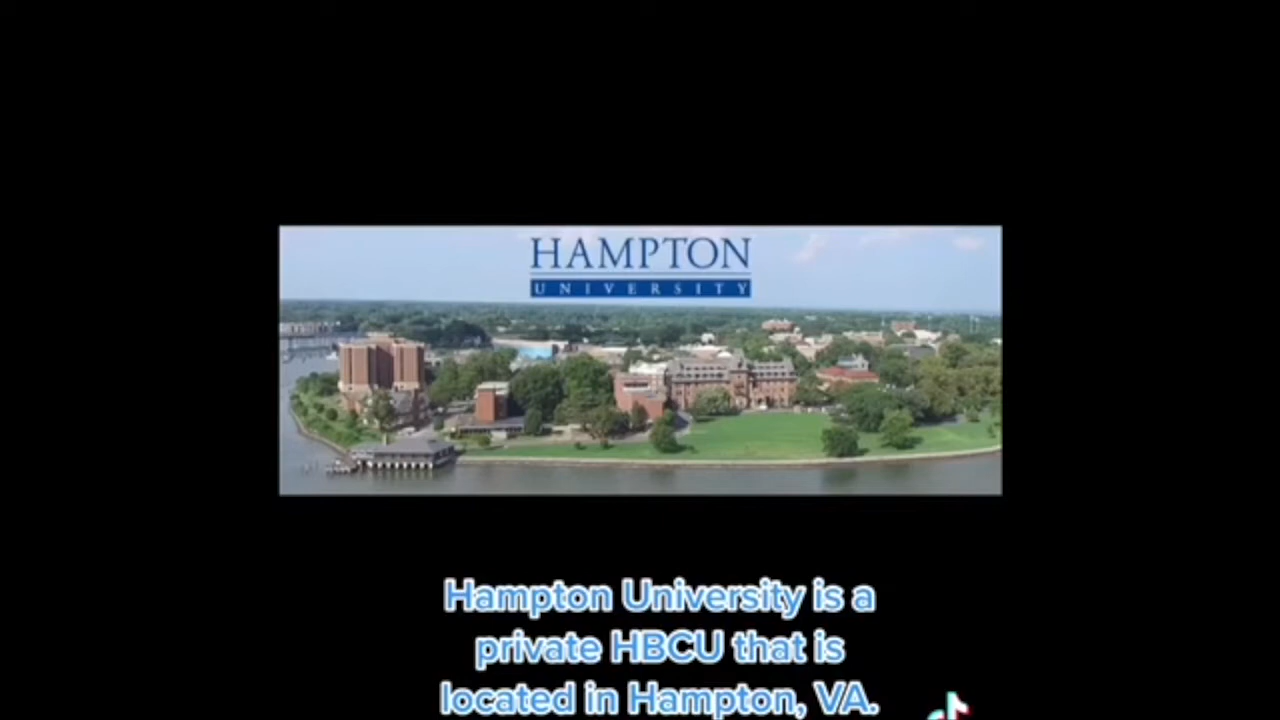 HAMPTON
UNIVERSITY
Hampton University is a
private HBCU that is
located in Hampton, VA.